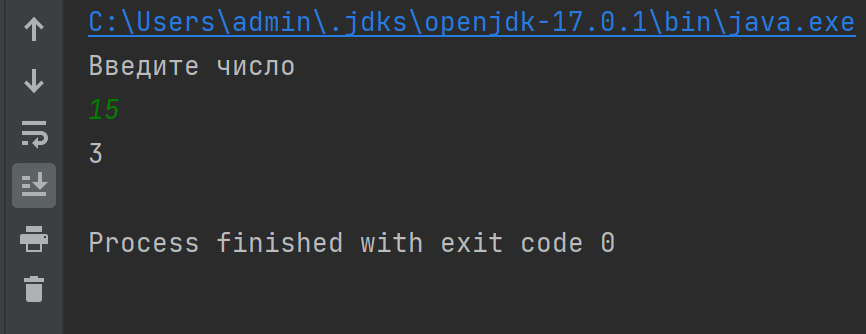 C:\Users\admin\.jdks\openjdk-17.0.1\bin\java.exe
Введите число
15
3
Process finished with exit code 0